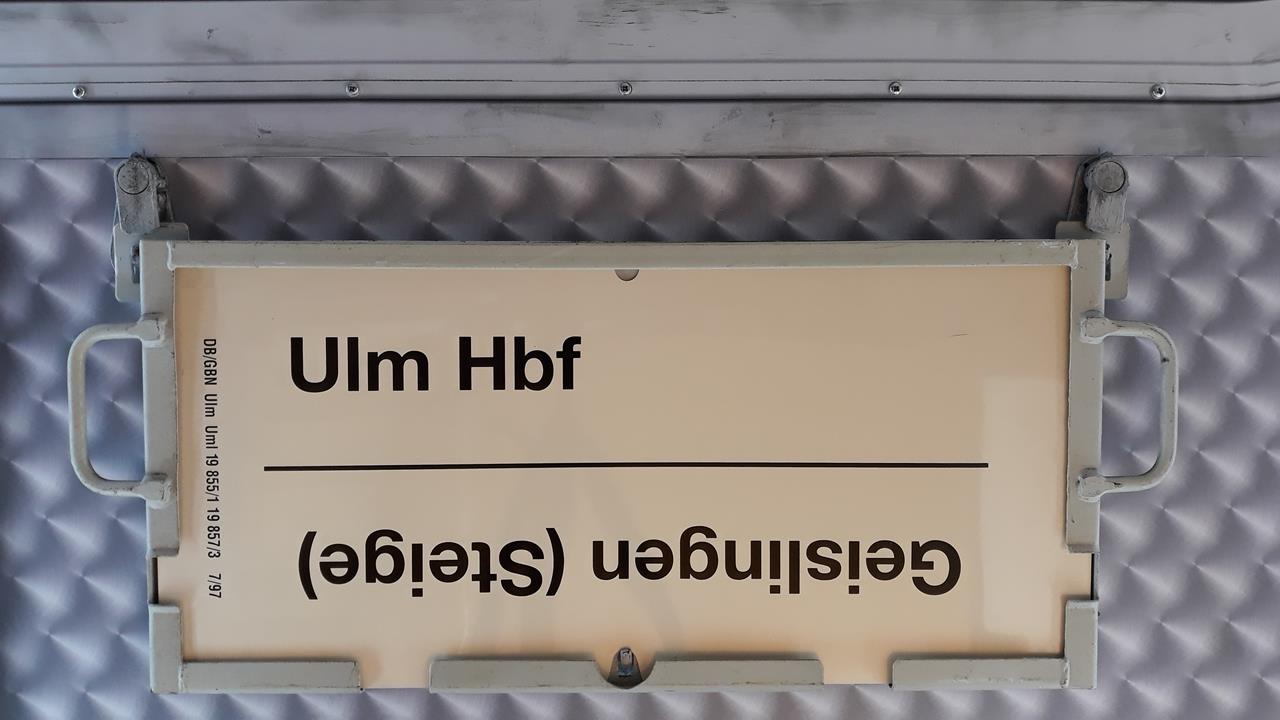 Ulm Hbf
Geislingen (Steige)
DB/GBN Ulm Uml 19 855/1 19 857/3 7/97